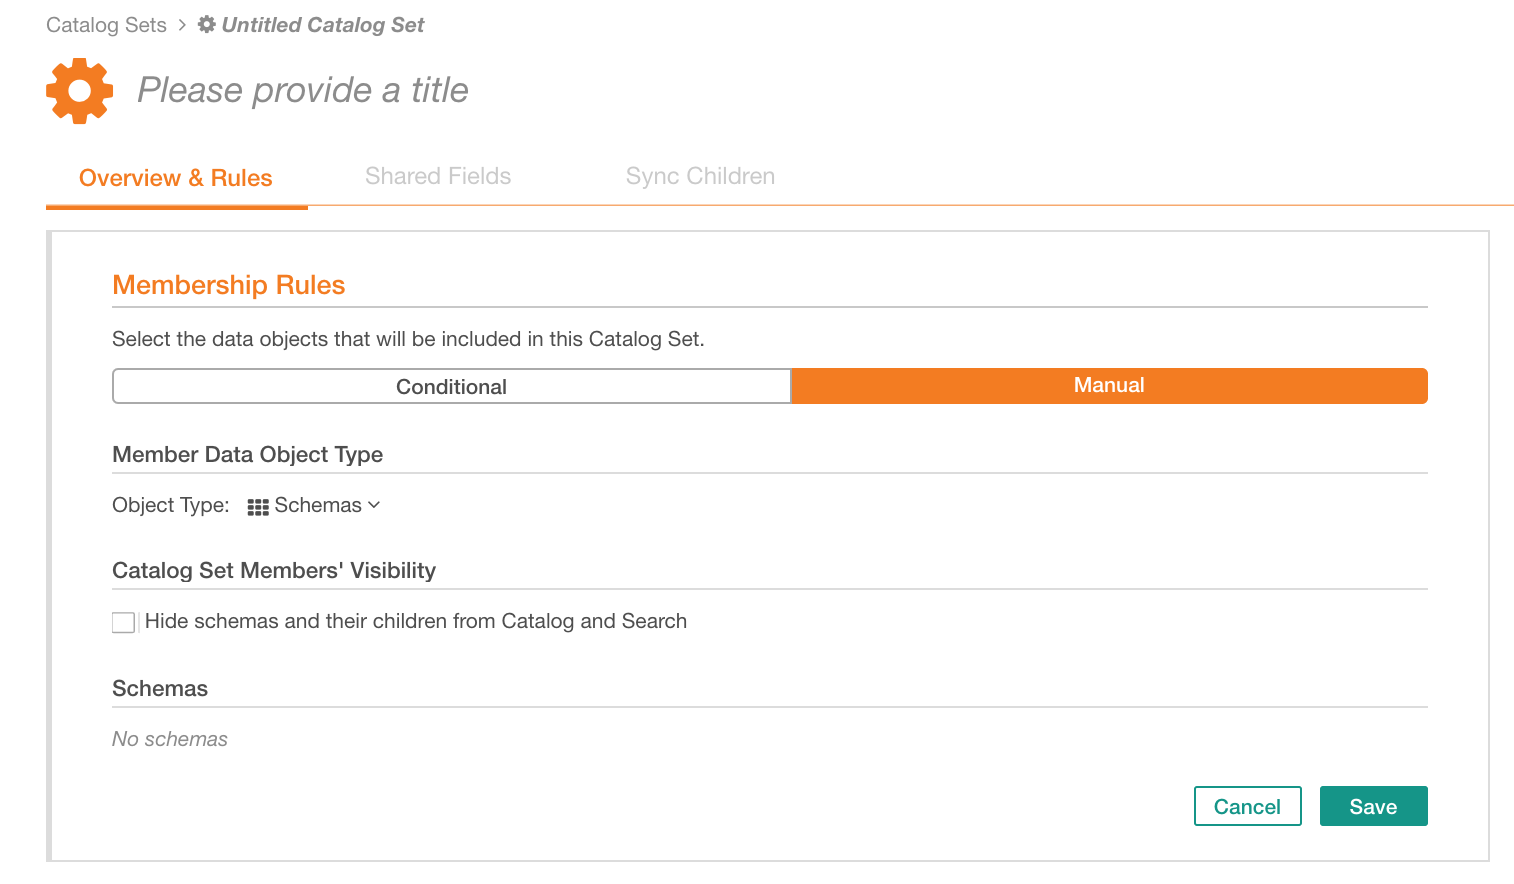 Catalog Sets > Untitled Catalog Set
Please provide a title
Overview & Rules Shared Fields Sync Children
Membership Rules
Select the data objects that will be included in this Catalog Set.
Conditional Manual
Member Data Object Type
Object Type: Schemas
Catalog Set Members' Visibility
Hide schemas and their children from Catalog and Search
Schemas
No schemas
Cancel Save